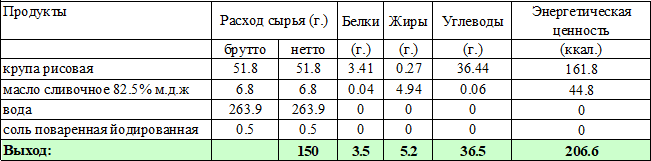 Продукты Расход сырья (г.) Белки Жиры Углеводы Энергетическая ценность
брутто нетто (г.) (г.) (г.) (ккал.)
крупа рисовая 51.8 51.8 3.41 0.27 36.44 161.8
масло сливочное 82.5% м.д.ж 6.8 6.8 0.04 4.94 0.06 44.8
вода 263.9 263.9 0 0 0 0
соль поваренная йодированная 0.5 0.5 0 0 0 0
Выход: 150 3.5 5.2 36.5 206.6